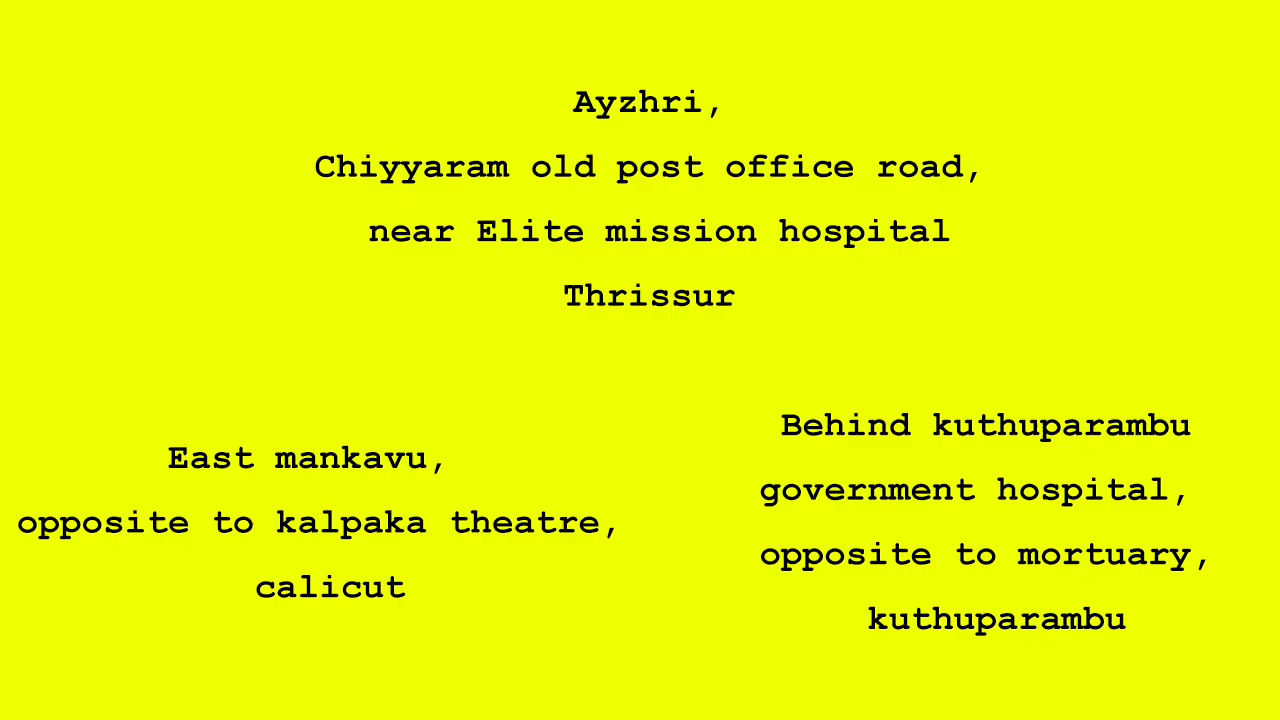 Ayzhri,
Chiyyaram old post office road,
near Elite mission hospital
Thrissur
East mankavu,
opposite to kalpaka theatre,
calicut
Behind kuthuparambu
government hospital,
opposite to mortuary,
kuthuparambu